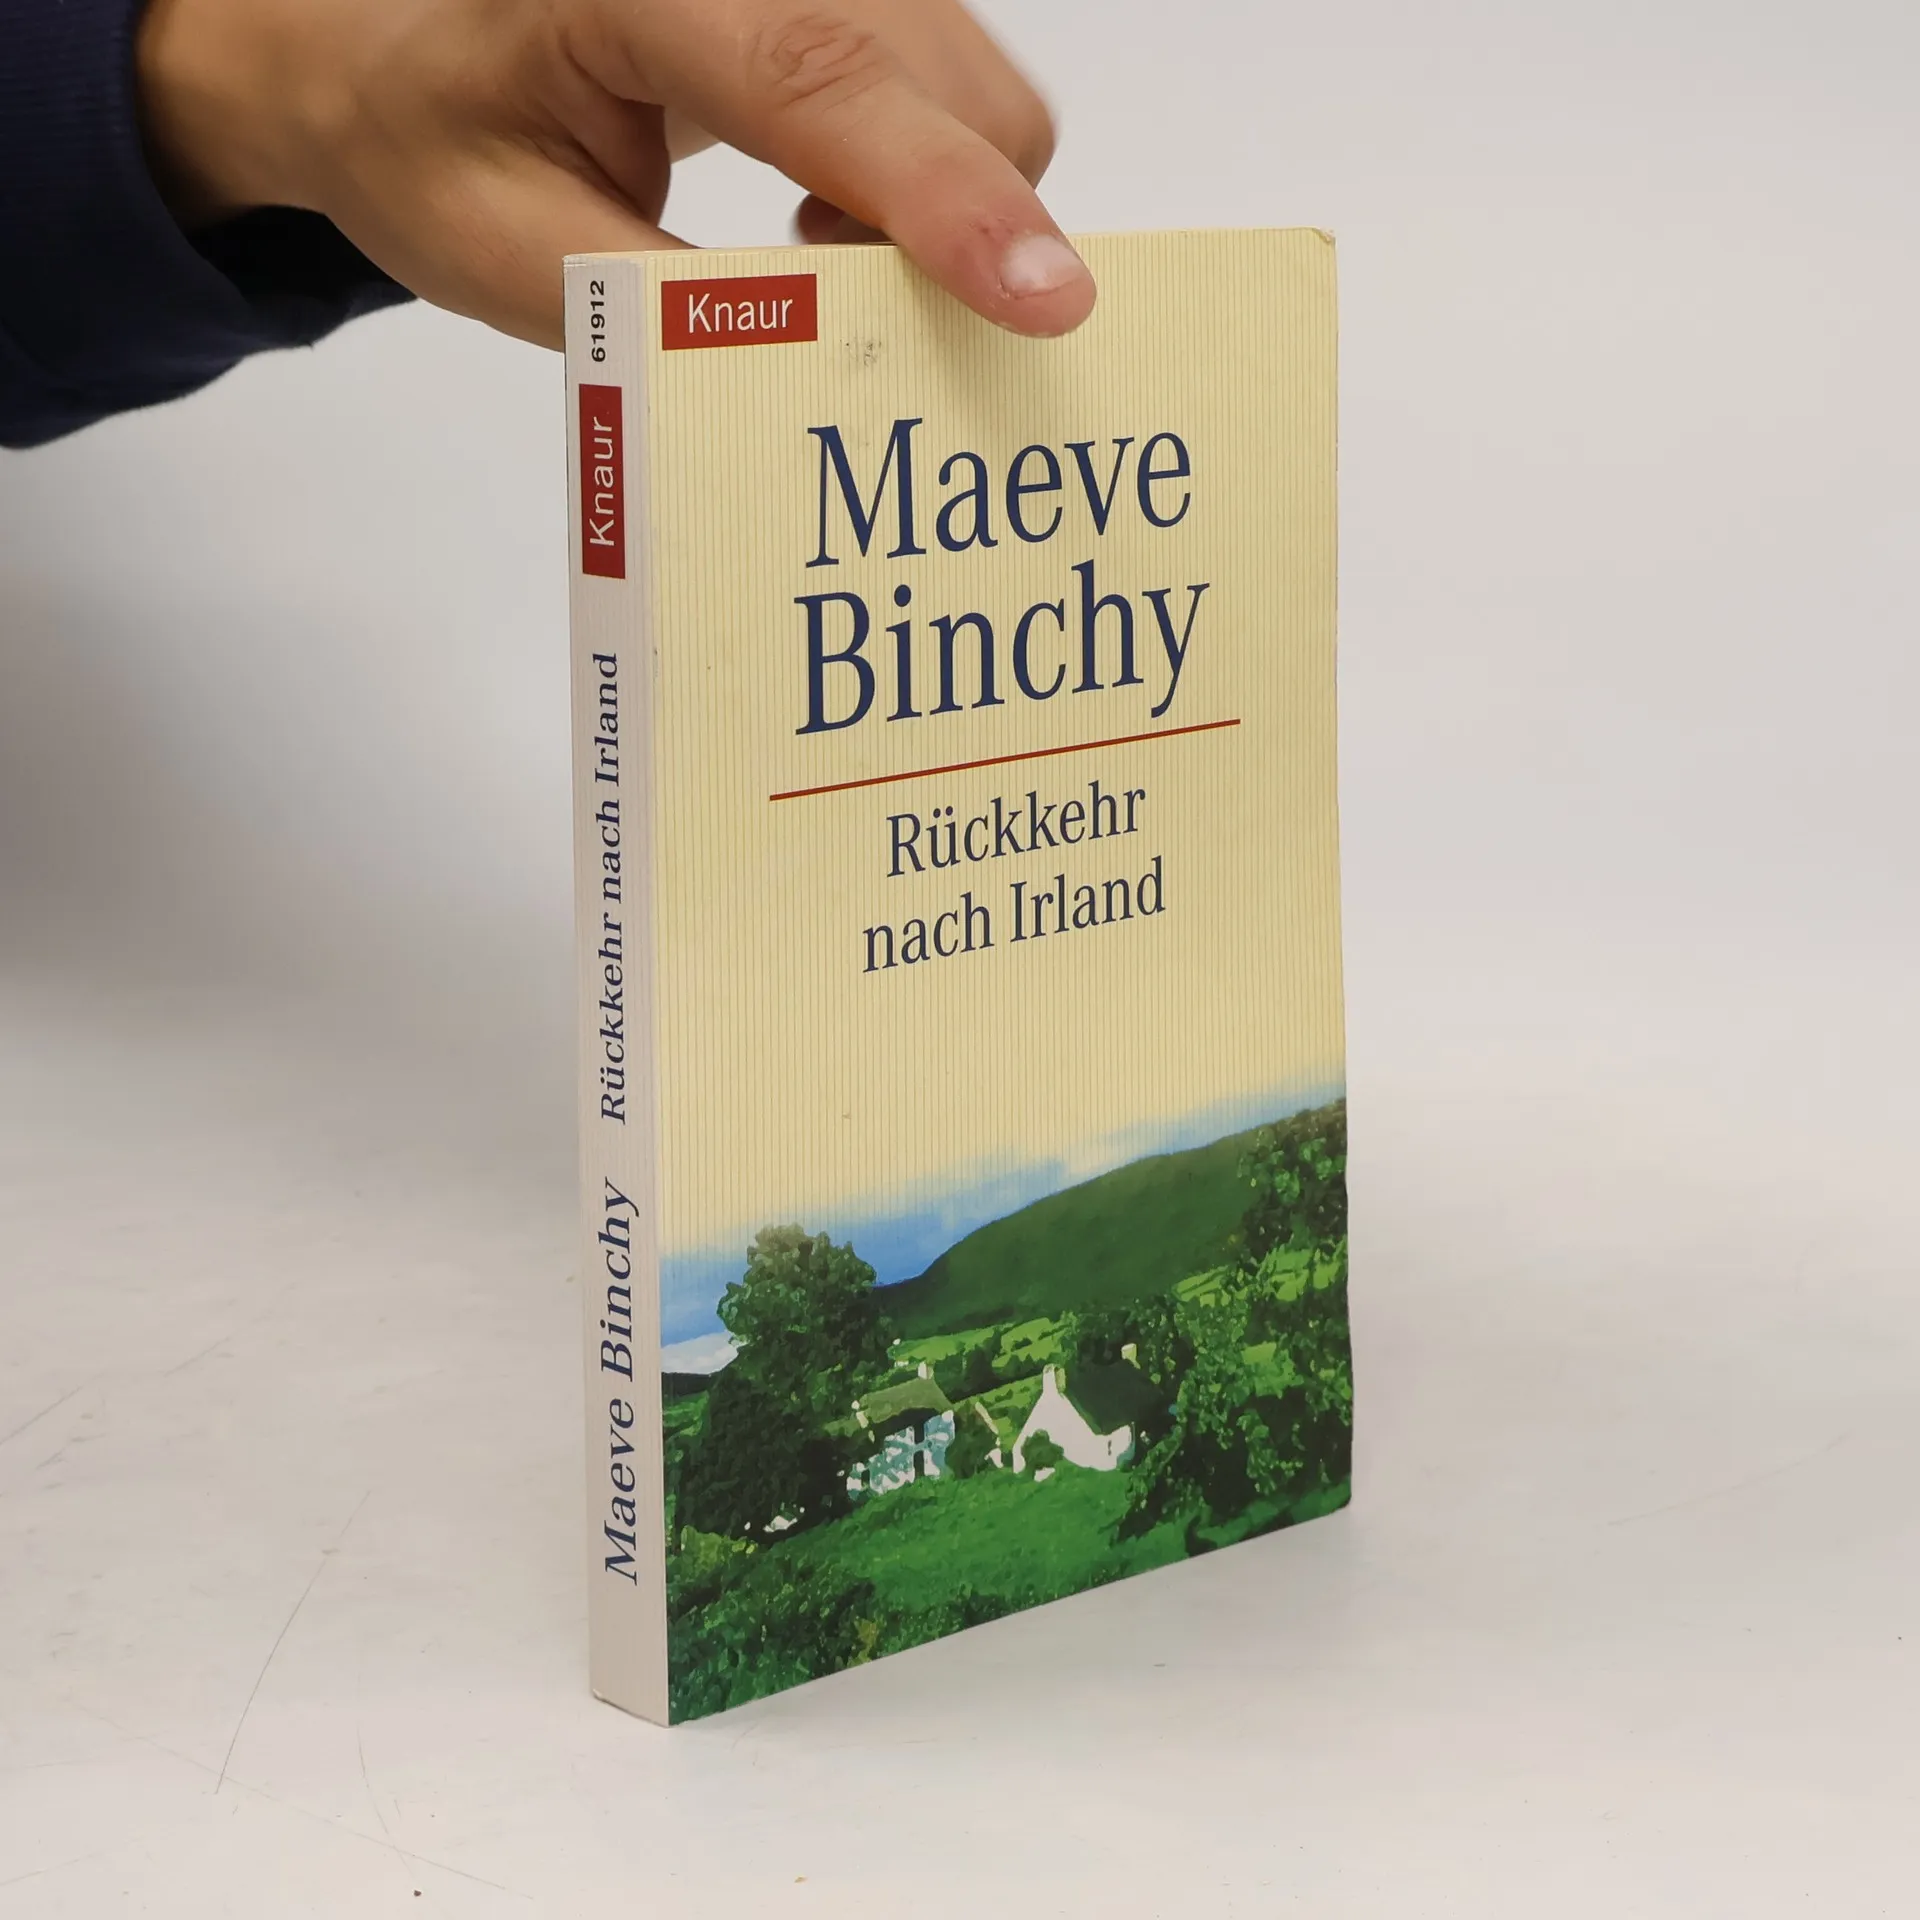 Knaur
Maeve
Binchy
Rückkehr
nach Irland
61912
Knaur
Rückkehr nach Irland
Maeve Binchy